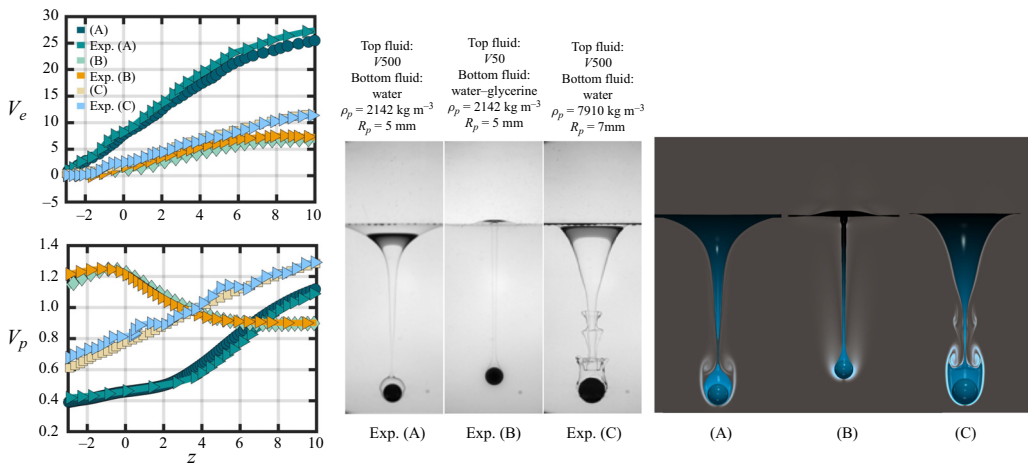 30
25
20
15
10
5
0
–5
V_e
(A)
Exp. (A)
(B)
Exp. (B)
(C)
Exp. (C)
–2
0
2
4
6
8
10
1.4
1.2
1.0
0.8
0.6
0.4
0.2
V_p
–2
0
2
4
6
8
10
z
Top fluid:
V500
Bottom fluid:
water
ρ_p = 2142 kg m⁻³
R_p = 5 mm
Top fluid:
V50
Bottom fluid:
water–glycerine
ρ_p = 2142 kg m⁻³
R_p = 5 mm
Top fluid:
V500
Bottom fluid:
water
ρ_p = 7910 kg m⁻³
R_p = 7mm
Exp. (A)
Exp. (B)
Exp. (C)
(A)
(B)
(C)